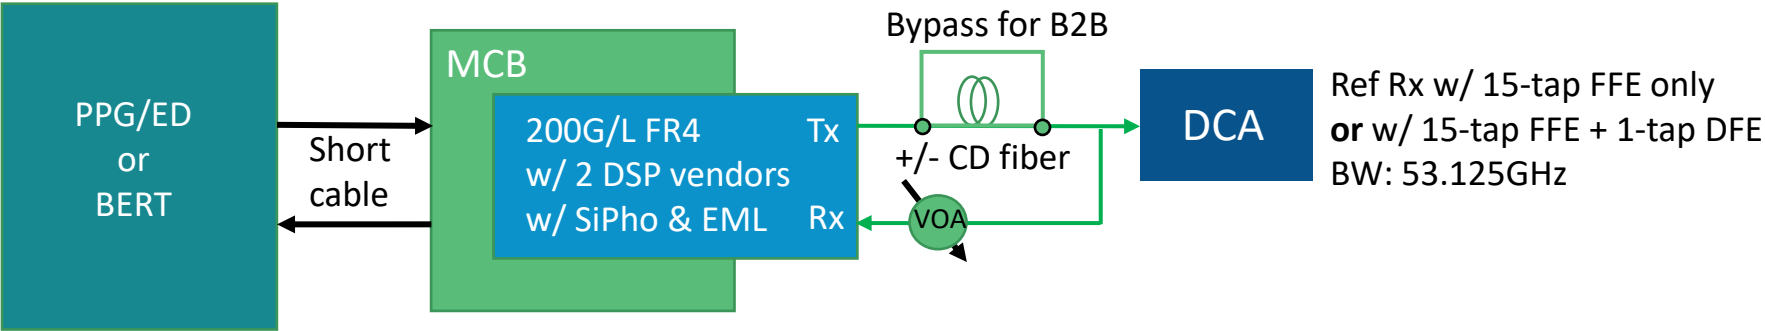 PPG/ED
or
BERT
Short
cable
MCB
200G/L FR4
w/ 2 DSP vendors
w/ SiPho & EML
Tx
Rx
Bypass for B2B
+/- CD fiber
VOA
DCA
Ref Rx w/ 15-tap FFE only
or w/ 15-tap FFE + 1-tap DFE
BW: 53.125GHz